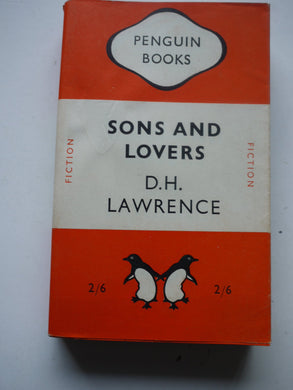 PENGUIN
BOOKS
SONS AND
LOVERS
D.H.
LAWRENCE
FICTION
FICTION
2/6
2/6